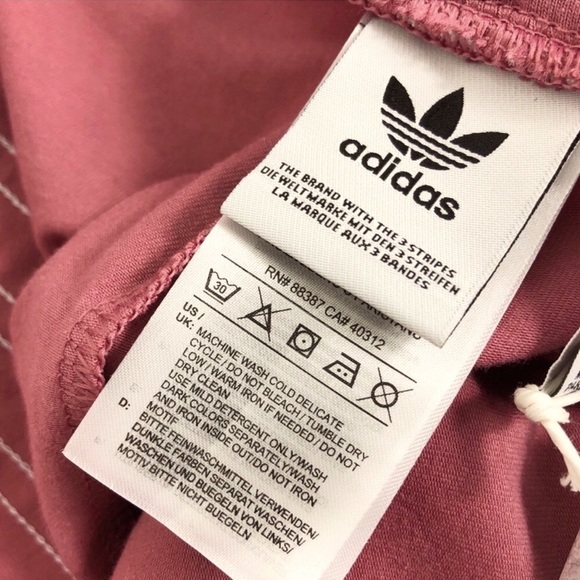 adidas
THE BRAND WITH THE 3 STRIPES
DIE WELTMARKE MIT DEN 3 STREIFEN
LA MARQUE AUX 3 BANDES
RN# 88387 CA# 40312
30
US /
UK: MACHINE WASH COLD DELICATE
CYCLE / DO NOT BLEACH / TUMBLE DRY
LOW / WARM IRON IF NEEDED / DO NOT
DRY CLEAN
USE MILD DETERGENT ONLY/WASH
DARK COLORS SEPARATELY/WASH
AND IRON INSIDE OUT/DO NOT IRON
MOTIF
D: BITTE FEINWASCHMITTEL VERWENDEN/
DUNKLE FARBEN SEPARAT WASCHEN/
WASCHEN UND BUEGELN VON LINKS/
MOTIV BITTE NICHT BUEGELN